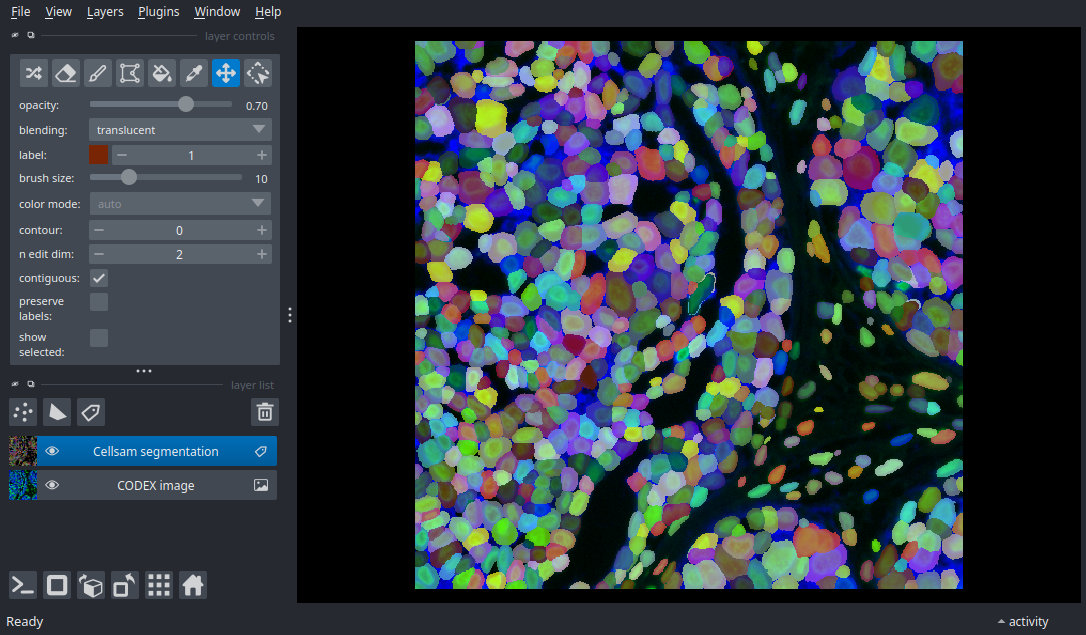 File View Layers Plugins Window Help
layer controls
opacity: 0.70
blending: translucent
label: 1
brush size: 10
color mode: auto
contour: 0
n edit dim: 2
contiguous:
preserve
labels:
show
selected:
layer list
Cellsam segmentation
CODEX image
Ready
activity